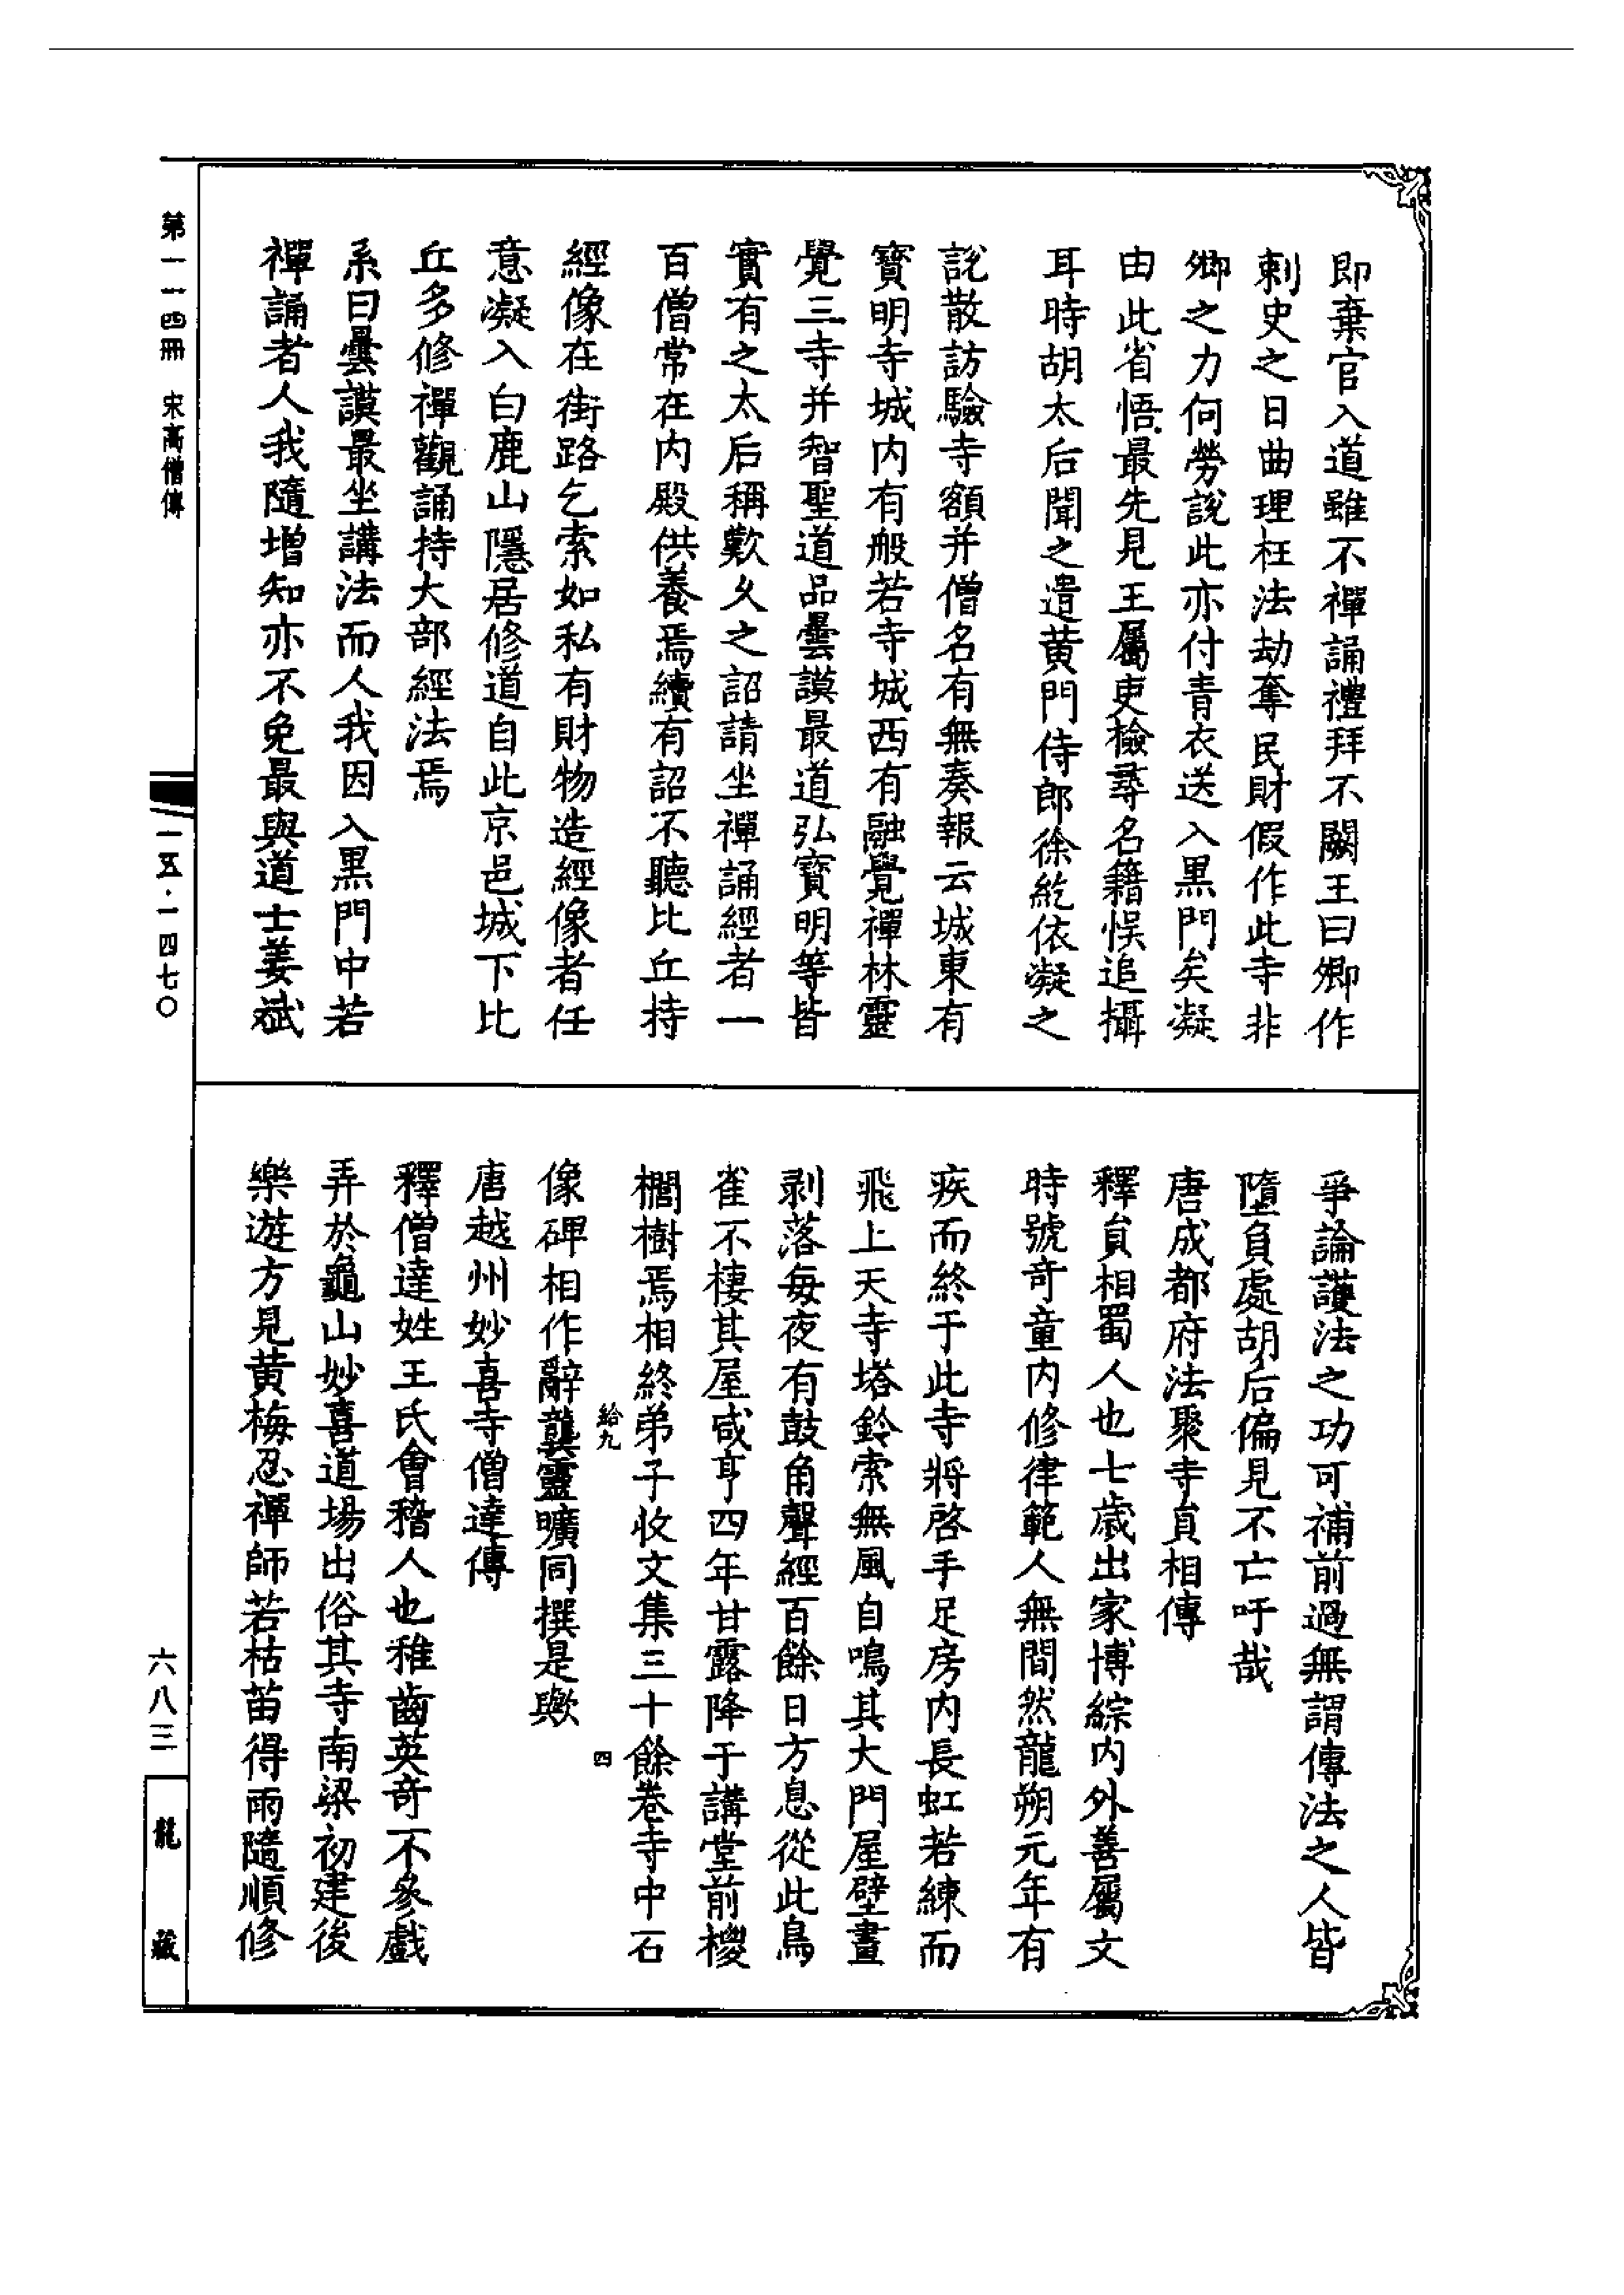 即棄官入道雖不禪誦禮拜不闕王曰卿作
刺史之日曲理枉法劫奪民財假作此寺非
卿之力何勞說此亦付青衣送入黑門矣凝
由此省悟最先見王屬吏檢尋名籍悞追攝
耳時胡太后聞之遣黄門侍郎徐紇依凝之
說散訪驗寺額并僧名有無奏報云城東有
寳明寺城内有般若寺城西有融覺禪林靈
覺三寺并智聖道品曇謨最道弘寳明等皆
實有之太后稱歎久之詔請坐禪誦經者一
百僧常在内殿供養焉續有詔不聽比丘持
經像在街路乞索如私有財物造經像者任
意凝入白鹿山隱居修道自此京邑城下比
丘多修禪觀誦持大部經法焉
系曰曇謨最坐講法而人我因入黑門中若
禪誦者人我隨增知亦不免最與道士姜斌
爭論護法之功可補前過無謂傳法之人皆
墮負處胡后偏見不亡吁哉
唐成都府法聚寺貟相傳
釋貟相蜀人也七歲出家博綜内外善屬文
時號奇童内修律範人無間然龍朔元年有
疾而終于此寺將啓手足房内長虹若練而
飛上天寺塔鈴索無風自鳴其大門屋壁畫
剥落每夜有鼓角聲經百餘日方息從此鳥
雀不棲其屋咸亨四年甘露降于講堂前椶
櫚樹焉相終弟子收文集三十餘卷寺中石
給九 四
像碑相作辭龔靈曠同撰是歟
唐越州妙喜寺僧達傳
釋僧達姓王氏會稽人也稚齒英奇不參戲
弄於龜山妙喜道場出俗其寺南梁初建後
樂遊方見黄梅忍禪師若枯苗得雨隨順修
第一一四冊 宋高僧傳
一五·一四七〇
六八三
龍藏